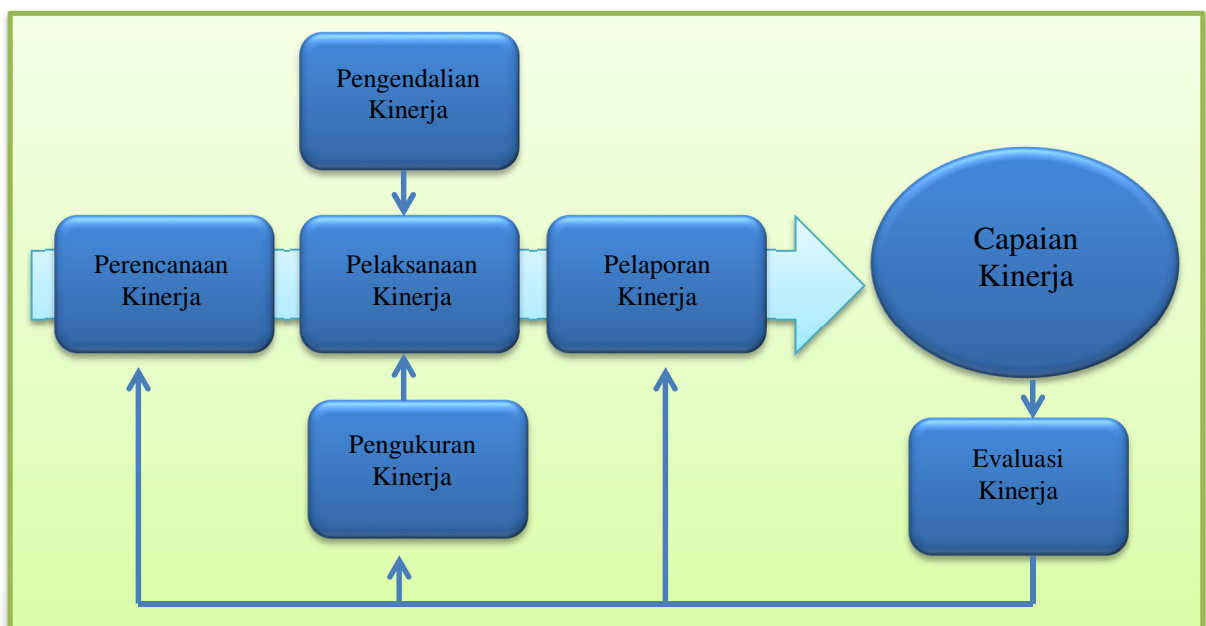 Pengendalian
Kinerja
Perencanaan
Kinerja
Pelaksanaan
Kinerja
Pelaporan
Kinerja
Capaian
Kinerja
Pengukuran
Kinerja
Evaluasi
Kinerja